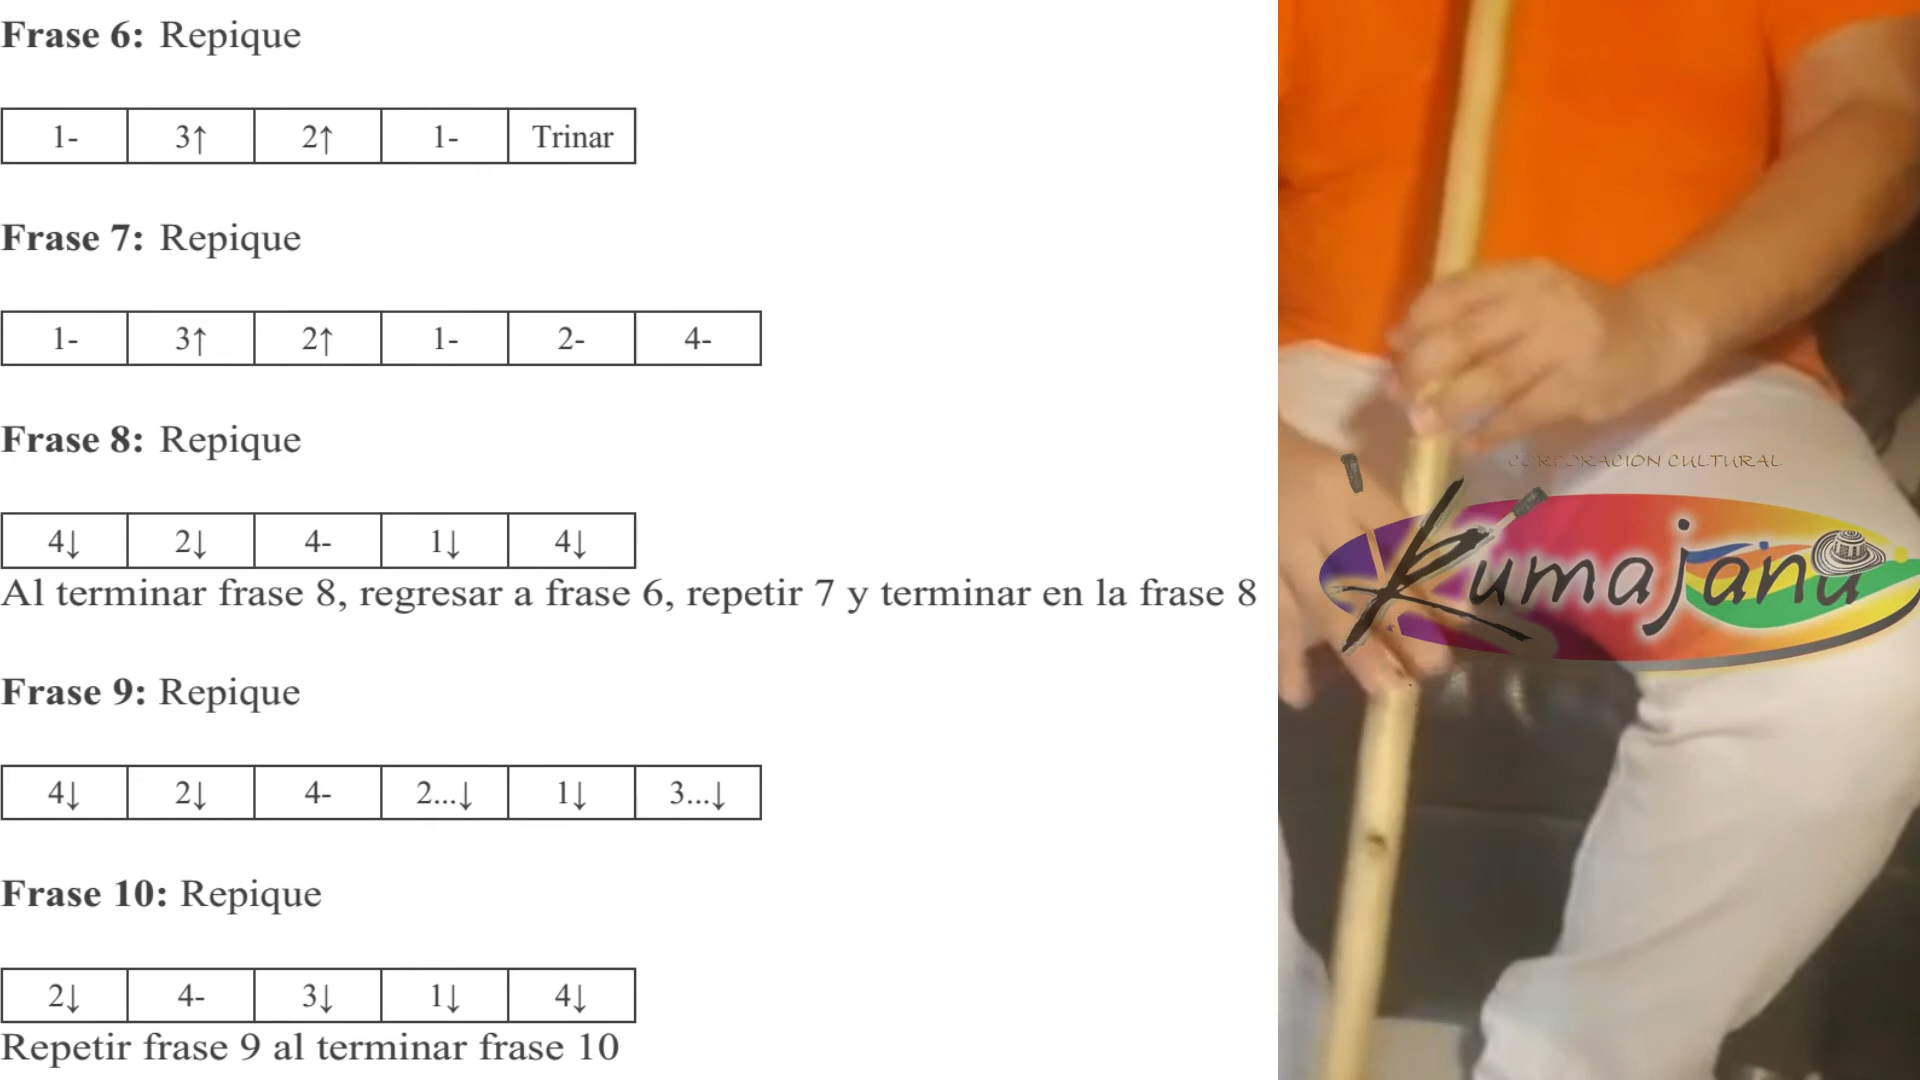 Frase 6: Repique
1- 3↑ 2↑ 1- Trinar
Frase 7: Repique
1- 3↑ 2↑ 1- 2- 4-
Frase 8: Repique
4↓ 2↓ 4- 1↓ 4↓
Al terminar frase 8, regresar a frase 6, repetir 7 y terminar en la frase 8
Frase 9: Repique
4↓ 2↓ 4- 2...↓ 1↓ 3...↓
Frase 10: Repique
2↓ 4- 3↓ 1↓ 4↓
Repetir frase 9 al terminar frase 10
CORPORACIÓN CULTURAL
Kumajana